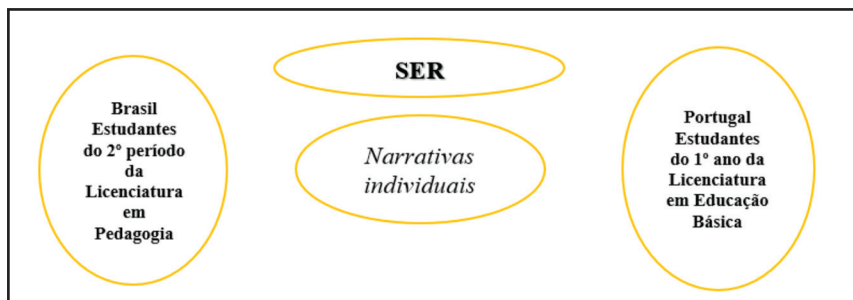 Brasil
Estudantes
do 2º período
da
Licenciatura
em
Pedagogia
SER
Narrativas
individuais
Portugal
Estudantes
do 1º ano da
Licenciatura
em Educação
Básica